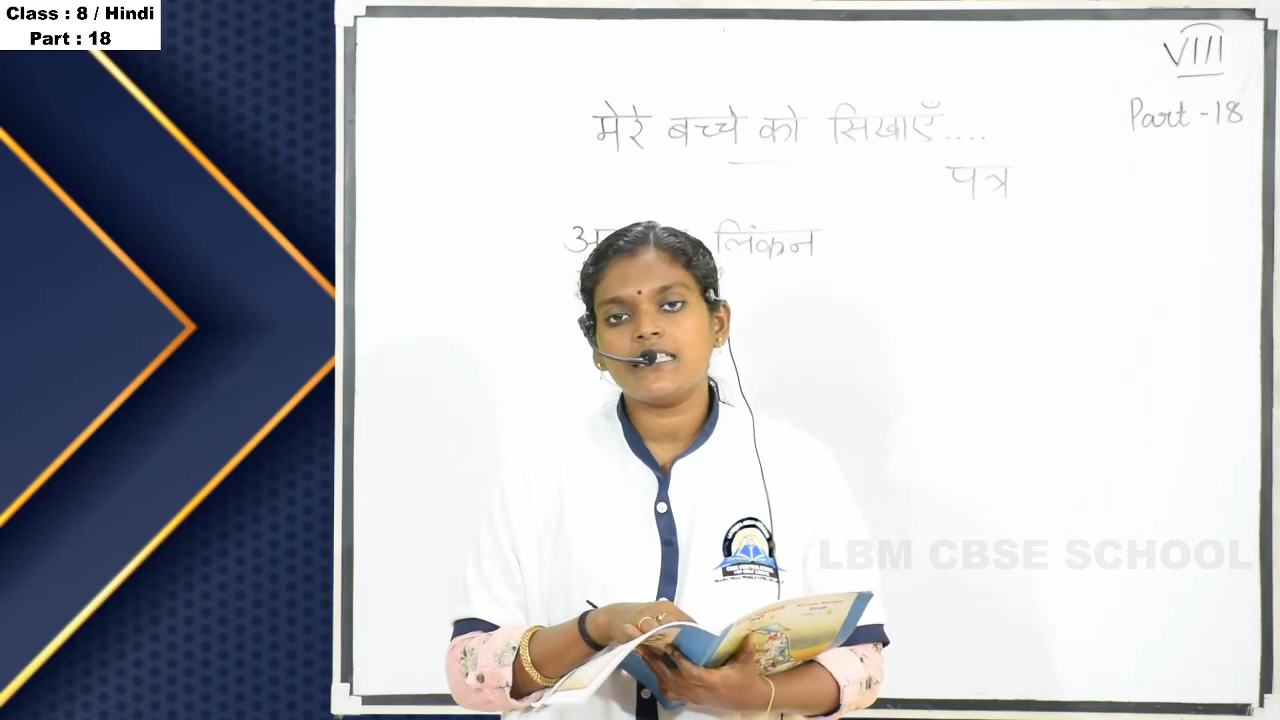 Class : 8 / Hindi
Part : 18
VIII
Part - 18
मेरे बच्चे को सिखाएँ....
पत्र
लिंकन
LBM CBSE SCHOOL